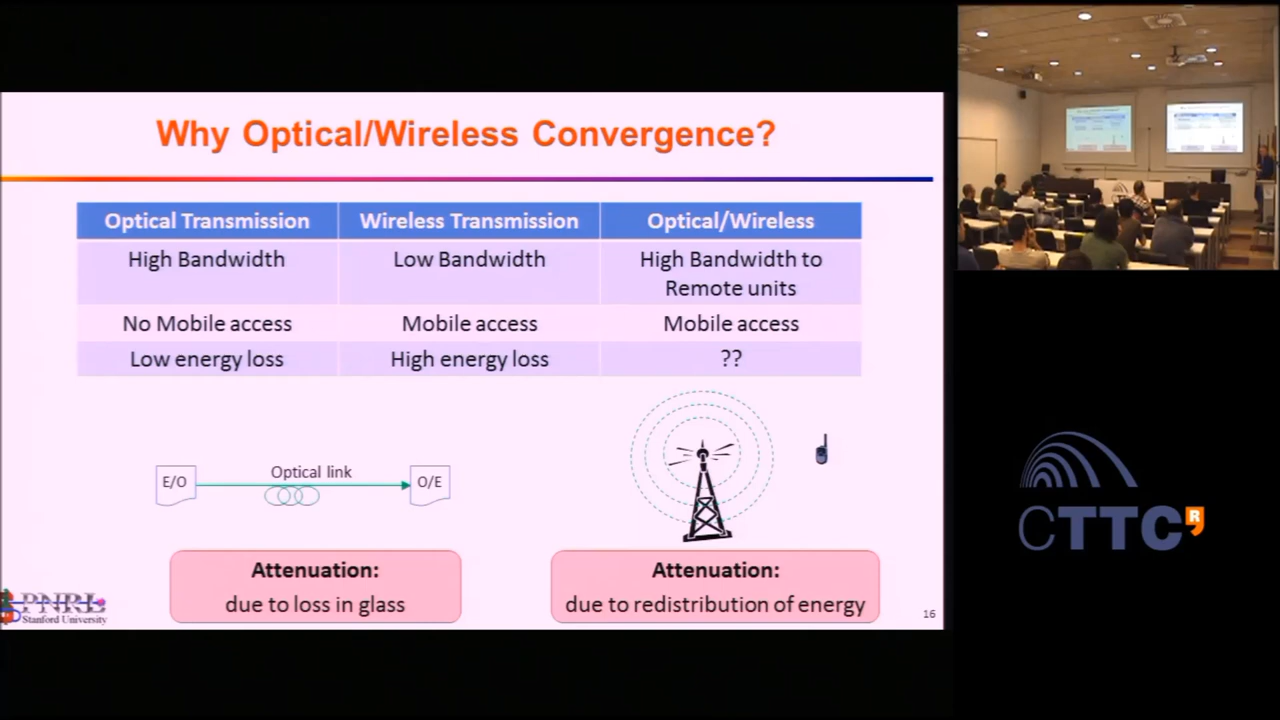 Why Optical/Wireless Convergence?
Optical Transmission Wireless Transmission Optical/Wireless
High Bandwidth Low Bandwidth High Bandwidth to
Remote units
No Mobile access Mobile access Mobile access
Low energy loss High energy loss ??
E/O Optical link O/E
Attenuation:
due to loss in glass
Attenuation:
due to redistribution of energy
PNRL
Stanford University
16
CTTC R